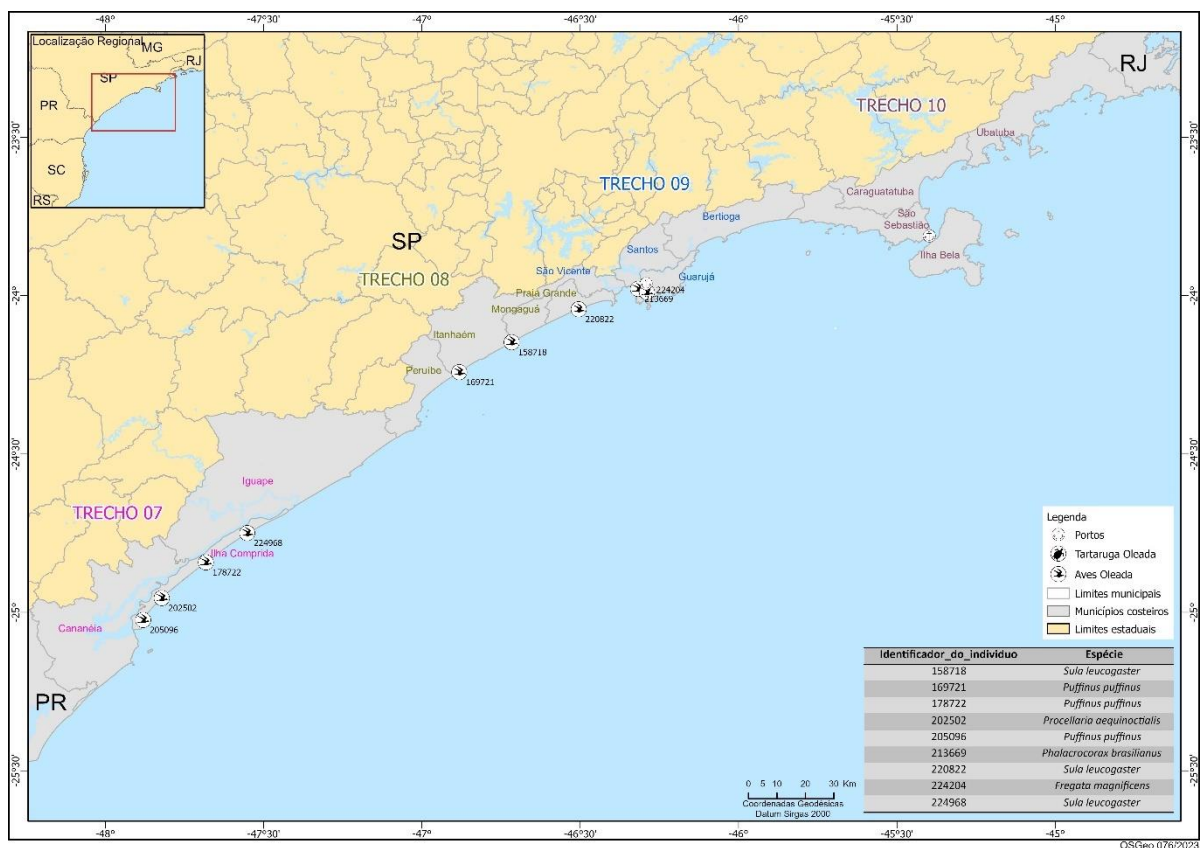 -48°
-47°30'
-47°
-46°30'
-46°
-45°30'
-45°
Localização Regional
MG
RJ
SP
PR
SC
RS
RJ
TRECHO 10
Ubatuba
-23°30'
-23°30'
Caraguatatuba
TRECHO 09
São
Sebastião
Bertioga
Ilha Bela
SP
Santos
São Vicente
Guarujá
TRECHO 08
224204
Praia Grande
213669
-24°
-24°
Mongaguá
220822
Itanhaém
158718
Peruíbe
169721
-24°30'
-24°30'
Iguape
TRECHO 07
224968
Ilha Comprida
178722
202502
-25°
-25°
Cananéia
205096
PR
-25°30'
-25°30'
Legenda
Portos
Tartaruga Oleada
Aves Oleada
Limites municipais
Municípios costeiros
Limites estaduais
Identificador_do_individuo Espécie
158718 Sula leucogaster
169721 Puffinus puffinus
178722 Puffinus puffinus
202502 Procellaria aequinoctialis
205096 Puffinus puffinus
213669 Phalacrocorax brasilianus
220822 Sula leucogaster
224204 Fregata magnificens
224968 Sula leucogaster
0 5 10 20 30 Km
Coordenadas Geodésicas
Datum Sirgas 2000
-48°
-47°30'
-47°
-46°30'
-46°
-45°30'
-45°
OSGeo 076/2023